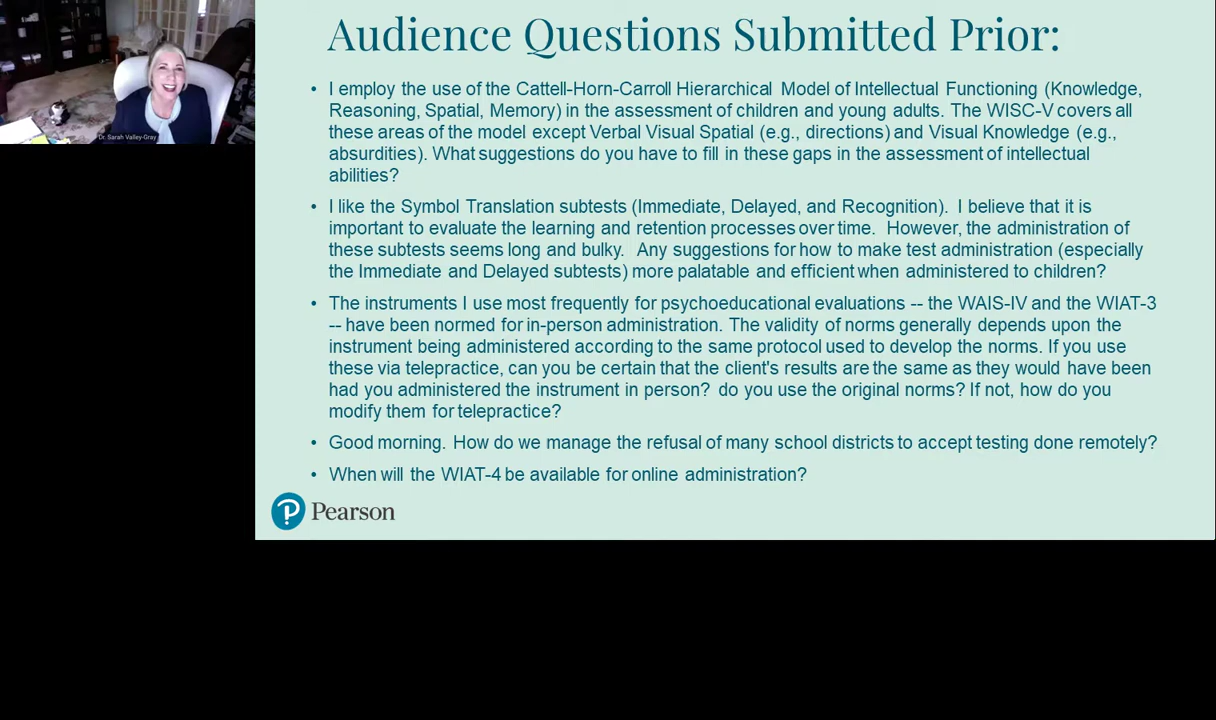 Audience Questions Submitted Prior:
• I employ the use of the Cattell-Horn-Carroll Hierarchical Model of Intellectual Functioning (Knowledge,
Reasoning, Spatial, Memory) in the assessment of children and young adults. The WISC-V covers all
these areas of the model except Verbal Visual Spatial (e.g., directions) and Visual Knowledge (e.g.,
absurdities). What suggestions do you have to fill in these gaps in the assessment of intellectual
abilities?
• I like the Symbol Translation subtests (Immediate, Delayed, and Recognition). I believe that it is
important to evaluate the learning and retention processes over time. However, the administration of
these subtests seems long and bulky. Any suggestions for how to make test administration (especially
the Immediate and Delayed subtests) more palatable and efficient when administered to children?
• The instruments I use most frequently for psychoeducational evaluations -- the WAIS-IV and the WIAT-3
-- have been normed for in-person administration. The validity of norms generally depends upon the
instrument being administered according to the same protocol used to develop the norms. If you use
these via telepractice, can you be certain that the client's results are the same as they would have been
had you administered the instrument in person? do you use the original norms? If not, how do you
modify them for telepractice?
• Good morning. How do we manage the refusal of many school districts to accept testing done remotely?
• When will the WIAT-4 be available for online administration?
Pearson
Dr. Sarah Valley-Gray